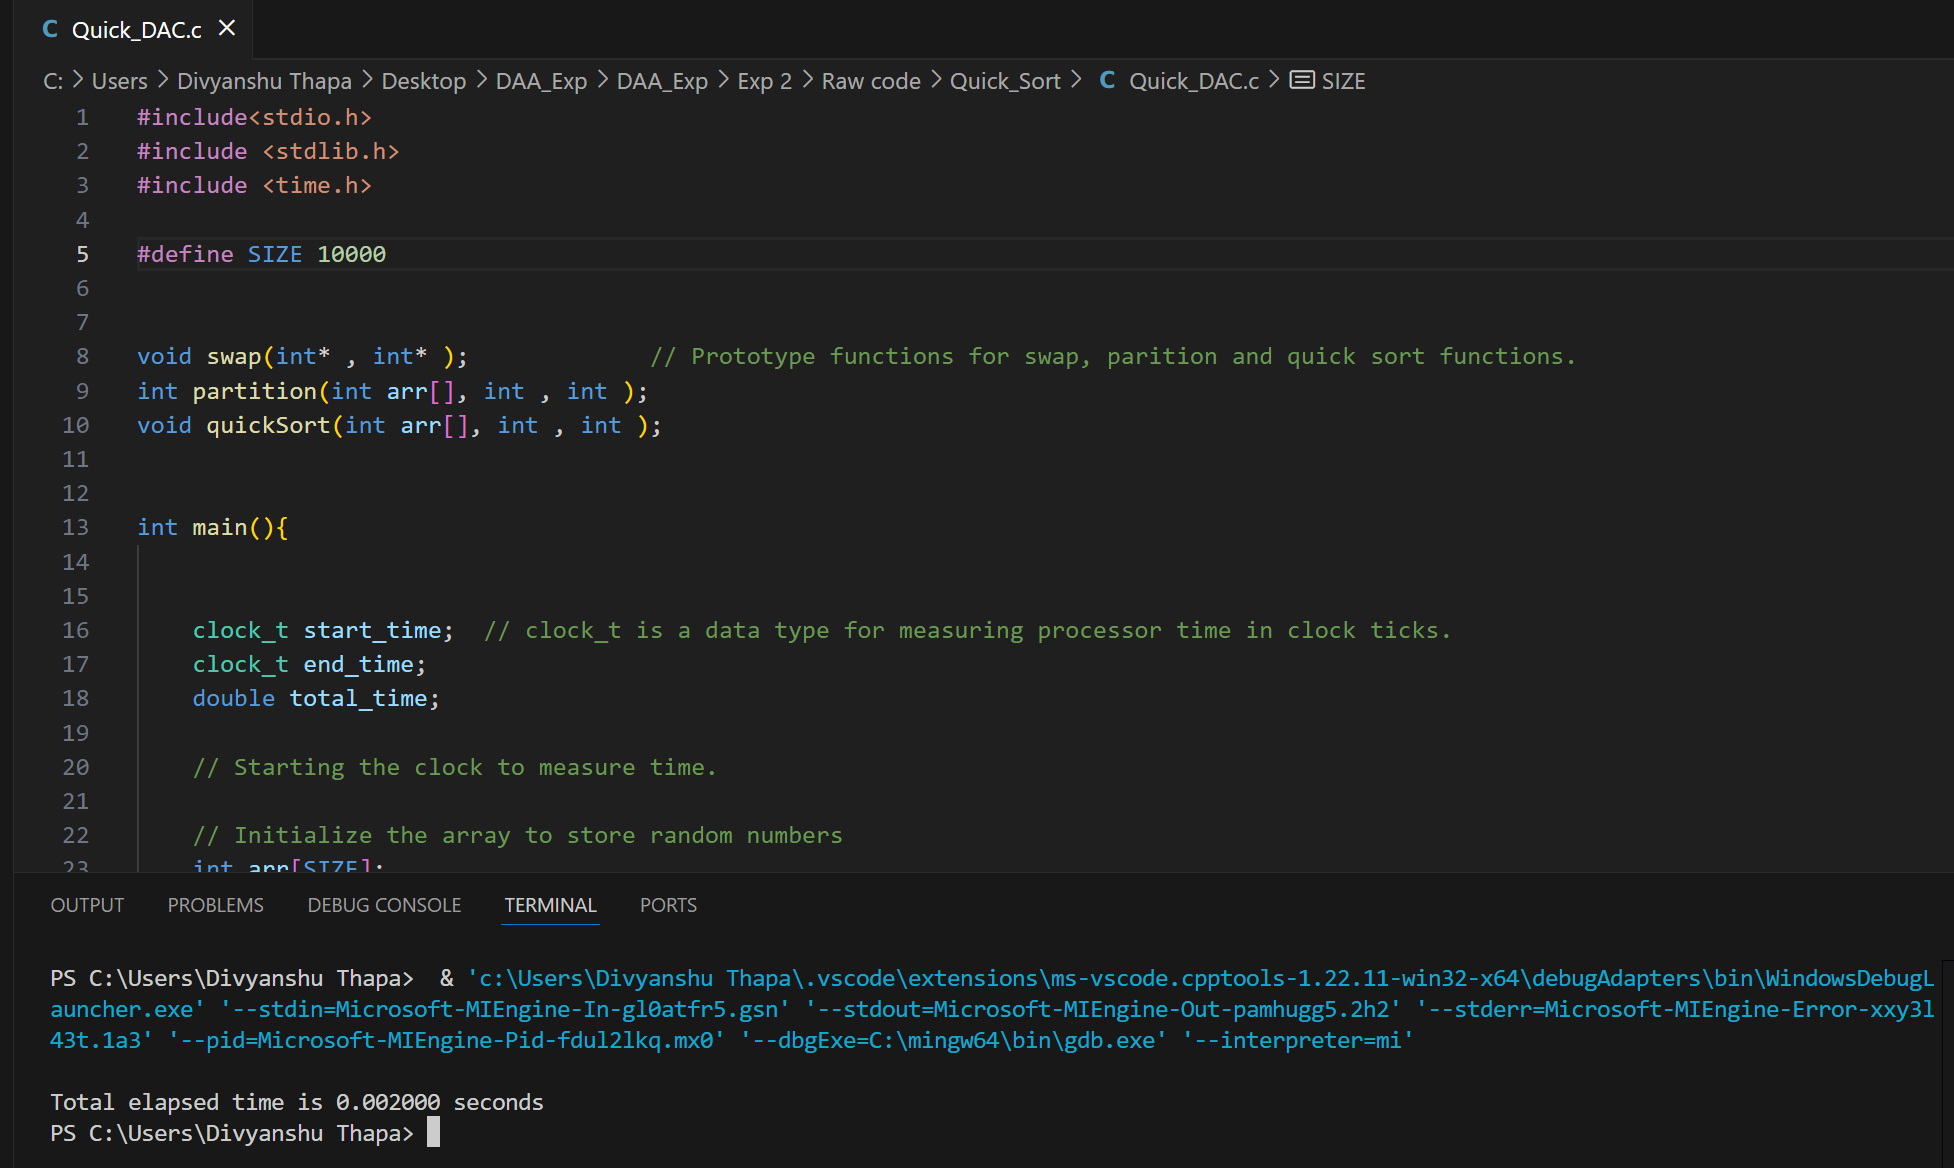 C Quick_DAC.c ×
C: > Users > Divyanshu Thapa > Desktop > DAA_Exp > DAA_Exp > Exp 2 > Raw code > Quick_Sort > C Quick_DAC.c > SIZE
1 #include<stdio.h>
2 #include <stdlib.h>
3 #include <time.h>
4
5 #define SIZE 10000
6
7
8 void swap(int* , int* );             // Prototype functions for swap, parition and quick sort functions.
9 int partition(int arr[], int , int );
10 void quickSort(int arr[], int , int );
11
12
13 int main(){
14
15
16     clock_t start_time;  // clock_t is a data type for measuring processor time in clock ticks.
17     clock_t end_time;
18     double total_time;
19
20     // Starting the clock to measure time.
21
22     // Initialize the array to store random numbers
23     int arr[SIZE];
OUTPUT PROBLEMS DEBUG CONSOLE TERMINAL PORTS
PS C:\Users\Divyanshu Thapa>  & 'c:\Users\Divyanshu Thapa\.vscode\extensions\ms-vscode.cpptools-1.22.11-win32-x64\debugAdapters\bin\WindowsDebugL
auncher.exe' '--stdin=Microsoft-MIEngine-In-gl0atfr5.gsn' '--stdout=Microsoft-MIEngine-Out-pamhugg5.2h2' '--stderr=Microsoft-MIEngine-Error-xxy3l
43t.1a3' '--pid=Microsoft-MIEngine-Pid-fdul2lkq.mx0' '--dbgExe=C:\mingw64\bin\gdb.exe' '--interpreter=mi'
Total elapsed time is 0.002000 seconds
PS C:\Users\Divyanshu Thapa>